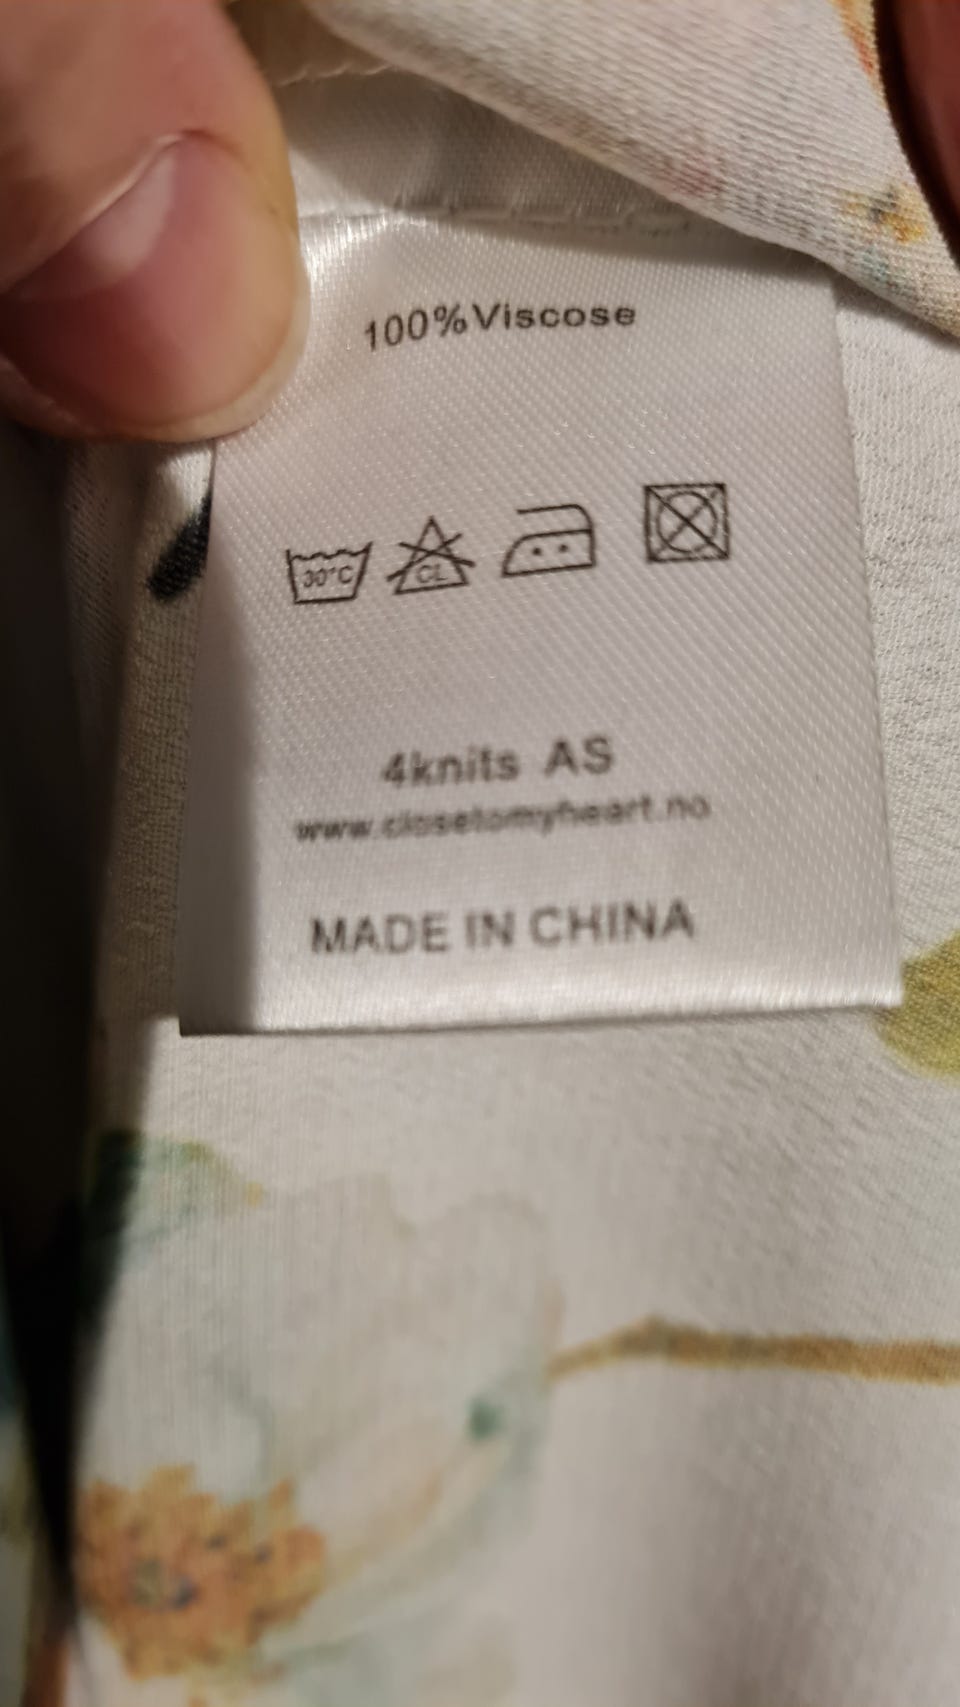 100%Viscose
30°C CL
4knits AS
www.closetomyheart.no
MADE IN CHINA